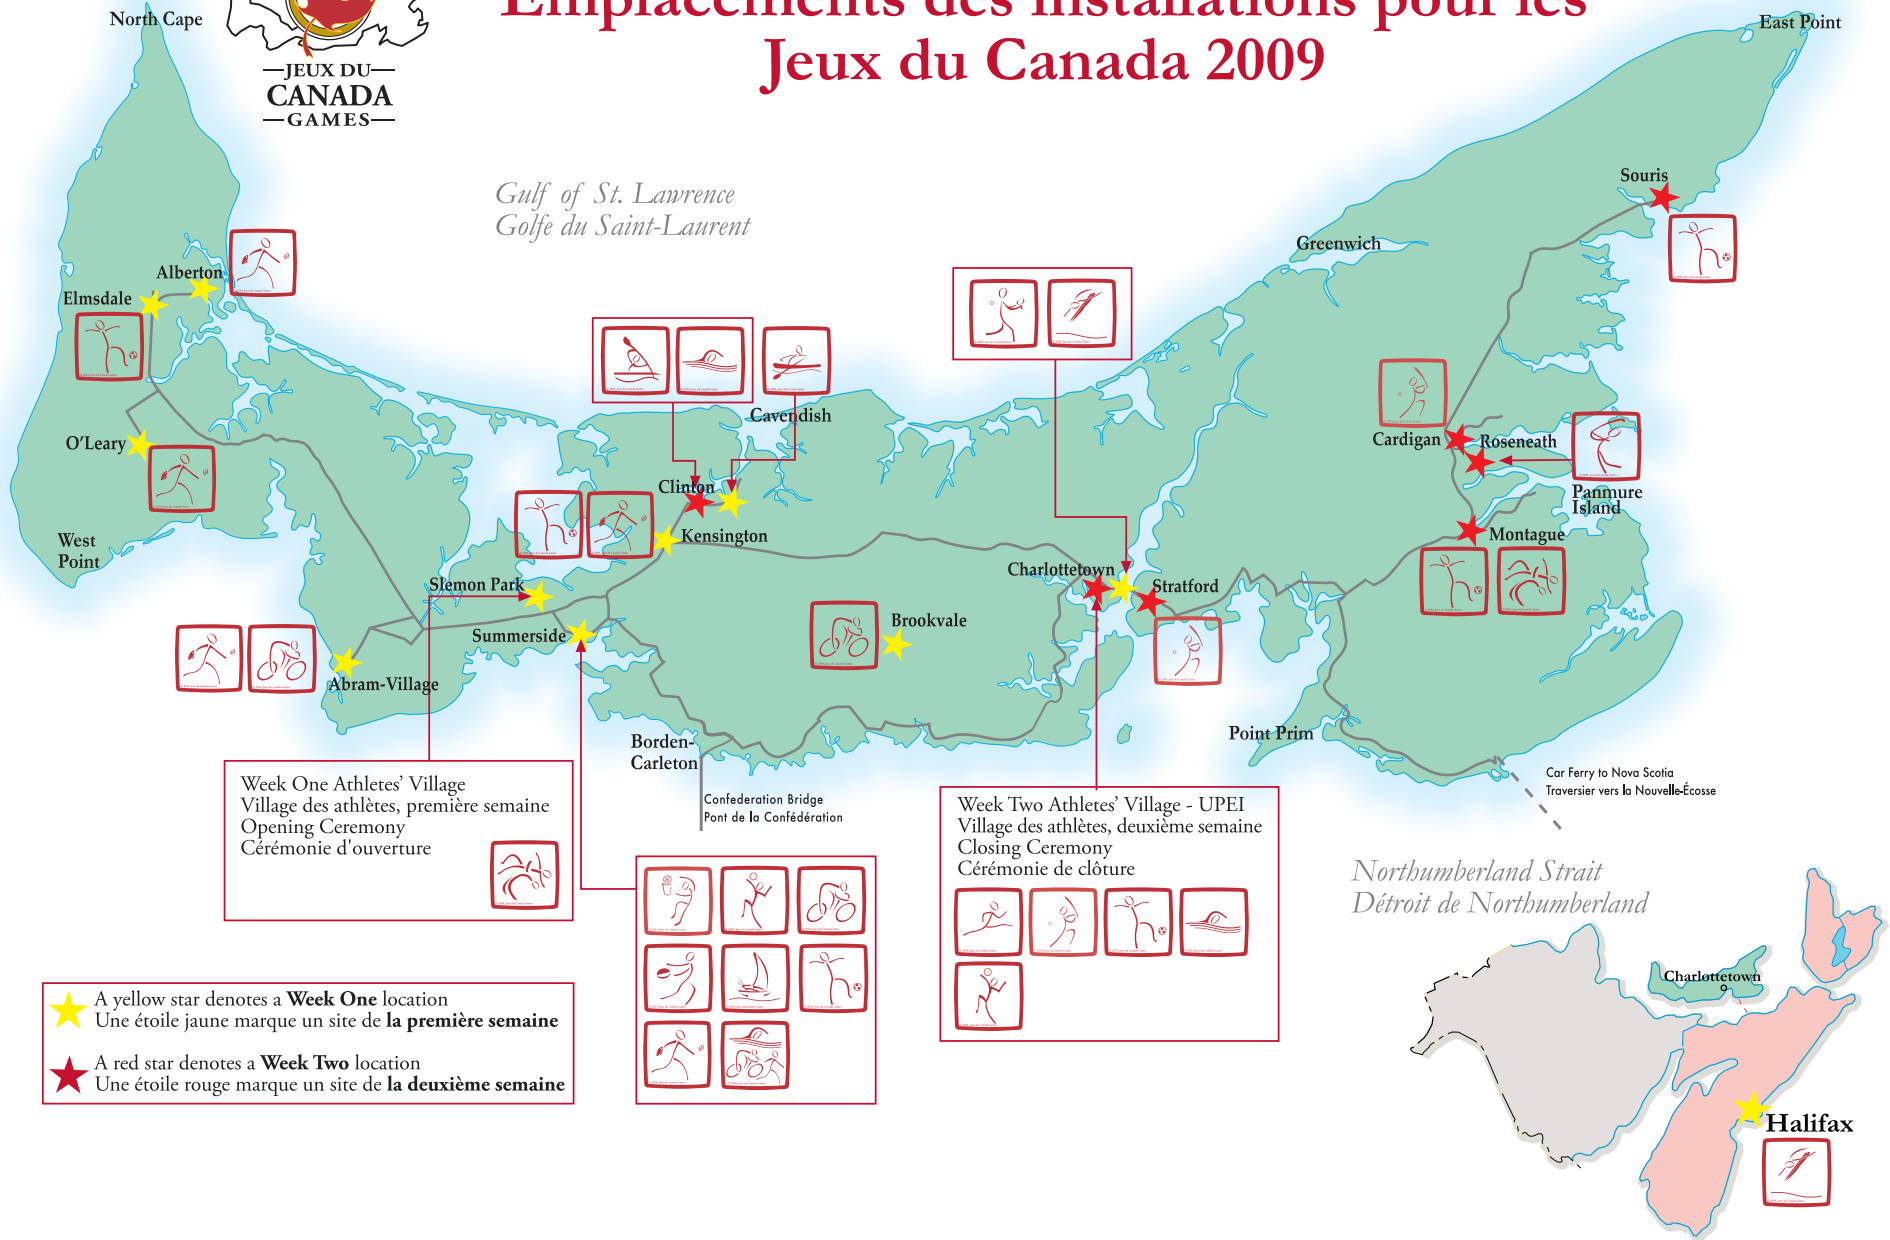 Emplacements des installations pour les
Jeux du Canada 2009
North Cape
East Point
JEUX DU
CANADA
GAMES
Gulf of St. Lawrence
Golfe du Saint-Laurent
Souris
Greenwich
Alberton
Elmsdale
Cavendish
O'Leary
Cardigan
Roseneath
Clinton
Panmure
Island
Kensington
Montague
West
Point
Charlottetown
Slemon Park
Stratford
Brookvale
Summerside
Abram-Village
Point Prim
Borden-
Carleton
Confederation Bridge
Pont de la Confédération
Car Ferry to Nova Scotia
Traversier vers la Nouvelle-Écosse
Week One Athletes' Village
Village des athlètes, première semaine
Opening Ceremony
Cérémonie d'ouverture
Week Two Athletes' Village - UPEI
Village des athlètes, deuxième semaine
Closing Ceremony
Cérémonie de clôture
Northumberland Strait
Détroit de Northumberland
A yellow star denotes a Week One location
Une étoile jaune marque un site de la première semaine
A red star denotes a Week Two location
Une étoile rouge marque un site de la deuxième semaine
Charlottetown
Halifax